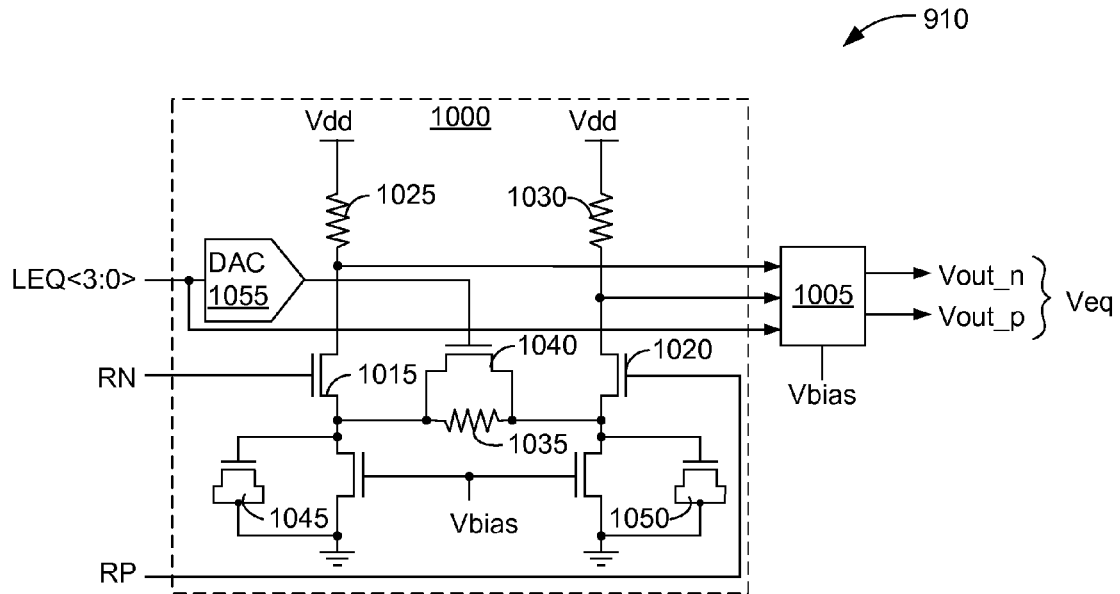 910
1000
Vdd
Vdd
1025
1030
DAC
1055
LEQ<3:0>
1005
Vout_n
Vout_p
Veq
1040
1020
1015
RN
Vbias
1035
1045
Vbias
1050
RP